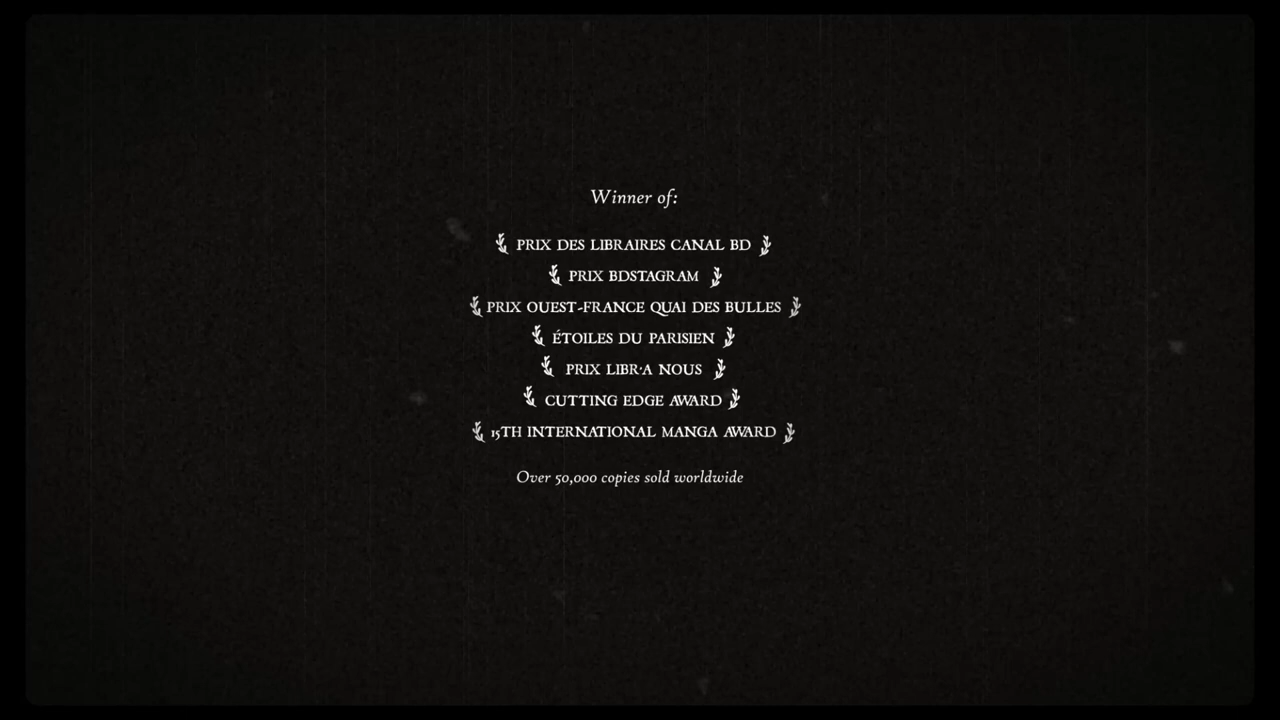 Winner of:
PRIX DES LIBRAIRES CANAL BD
PRIX BDSTAGRAM
PRIX OUEST-FRANCE QUAI DES BULLES
ÉTOILES DU PARISIEN
PRIX LIBR'A NOUS
CUTTING EDGE AWARD
15TH INTERNATIONAL MANGA AWARD
Over 50,000 copies sold worldwide